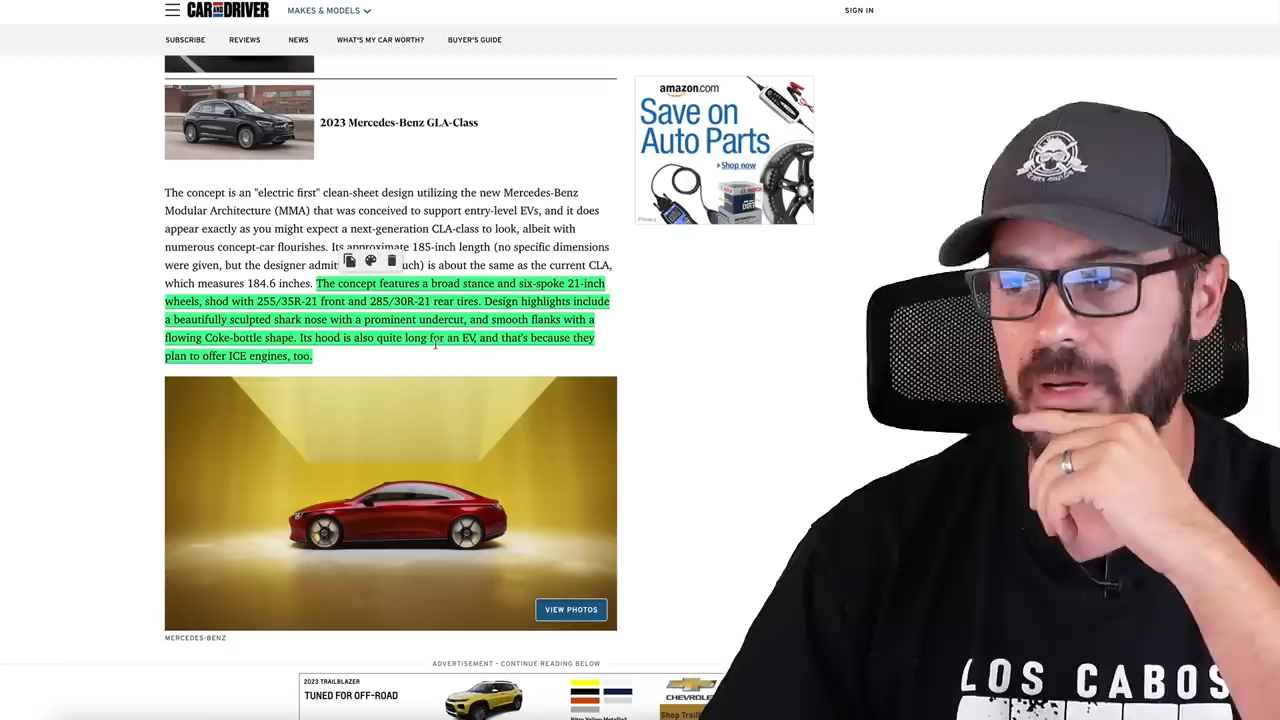 CAR AND DRIVER
MAKES & MODELS
SIGN IN
SUBSCRIBE
REVIEWS
NEWS
WHAT'S MY CAR WORTH?
BUYER'S GUIDE
2023 Mercedes-Benz GLA-Class
amazon.com
Save on
Auto Parts
Shop now
Privacy
The concept is an "electric first" clean-sheet design utilizing the new Mercedes-Benz
Modular Architecture (MMA) that was conceived to support entry-level EVs, and it does
appear exactly as you might expect a next-generation CLA-class to look, albeit with
numerous concept-car flourishes. Its approximate 185-inch length (no specific dimensions
were given, but the designer admit uch) is about the same as the current CLA,
which measures 184.6 inches. The concept features a broad stance and six-spoke 21-inch
wheels, shod with 255/35R-21 front and 285/30R-21 rear tires. Design highlights include
a beautifully sculpted shark nose with a prominent undercut, and smooth flanks with a
flowing Coke-bottle shape. Its hood is also quite long for an EV, and that's because they
plan to offer ICE engines, too.
VIEW PHOTOS
MERCEDES-BENZ
ADVERTISEMENT - CONTINUE READING BELOW
2023 TRAILBLAZER
TUNED FOR OFF-ROAD
CHEVROLET
Shop Trail
LOS CABOS